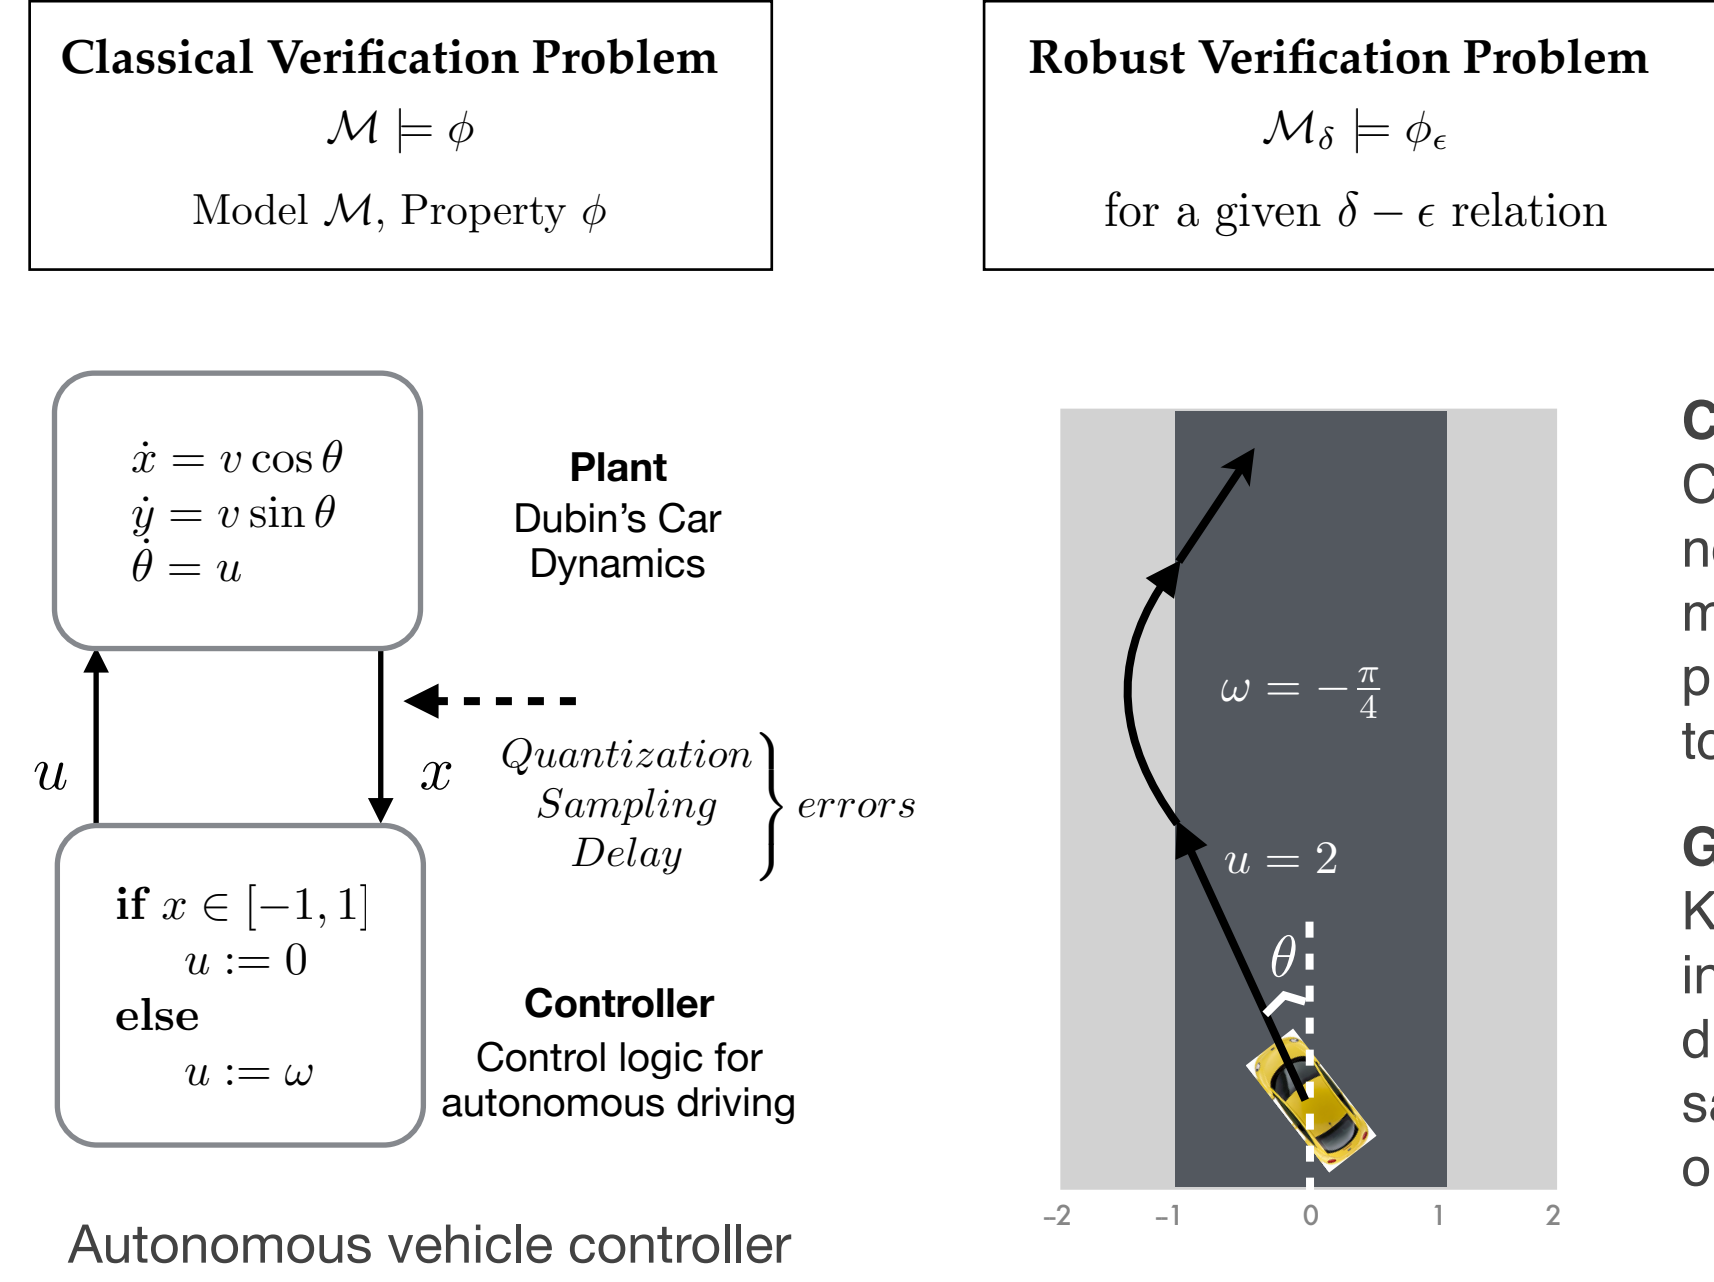 Classical Verification Problem
ℳ ⊨ ϕ
Model ℳ, Property ϕ
Robust Verification Problem
ℳ_δ ⊨ ϕ_ϵ
for a given δ − ϵ relation
ẋ = v cos θ
ẏ = v sin θ
θ̇ = u
Plant
Dubin's Car
Dynamics
u
x
Quantization
Sampling
Delay
errors
if x ∈ [−1, 1]
u := 0
else
u := ω
Controller
Control logic for
autonomous driving
Autonomous vehicle controller
ω = −π/4
u = 2
θ
−2 −1 0 1 2